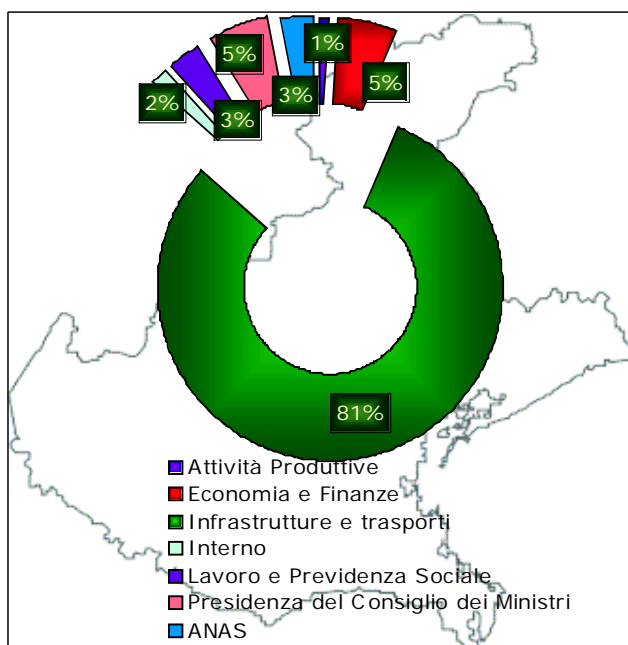 5%
1%
5%
2%
3%
3%
81%
Attività Produttive
Economia e Finanze
Infrastrutture e trasporti
Interno
Lavoro e Previdenza Sociale
Presidenza del Consiglio dei Ministri
ANAS